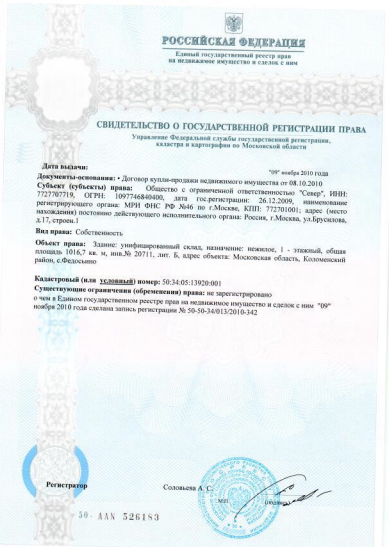 РОССИЙСКАЯ ФЕДЕРАЦИЯ
Единый государственный реестр прав
на недвижимое имущество и сделок с ним
СВИДЕТЕЛЬСТВО О ГОСУДАРСТВЕННОЙ РЕГИСТРАЦИИ ПРАВА
Управление Федеральной службы государственной регистрации,
кадастра и картографии по Московской области
Дата выдачи: "09" ноября 2010 года
Документы-основания: • Договор купли-продажи недвижимого имущества от 08.10.2010
Субъект (субъекты) права: Общество с ограниченной ответственностью "Север", ИНН:
7727707719, ОГРН: 1097746840400, дата гос.регистрации: 26.12.2009, наименование
регистрирующего органа: МРИ ФНС РФ №46 по г.Москве, КПП: 772701001; адрес (место
нахождения) постоянно действующего исполнительного органа: Россия, г.Москва, ул.Брусилова,
д.17, строен.1
Вид права: Собственность
Объект права: Здание: унифицированный склад, назначение: нежилое, 1 - этажный, общая
площадь 1016,7 кв. м, инв.№ 20711, лит. Б, адрес объекта: Московская область, Коломенский
район, с.Федосьино
Кадастровый (или условный) номер: 50:34:05:13920:001
Существующие ограничения (обременения) права: не зарегистрировано
о чем в Едином государственном реестре прав на недвижимое имущество и сделок с ним "09"
ноября 2010 года сделана запись регистрации № 50-50-34/013/2010-342
Регистратор Соловьева А. С.
м.п. (подпись)
50-ААN 526183